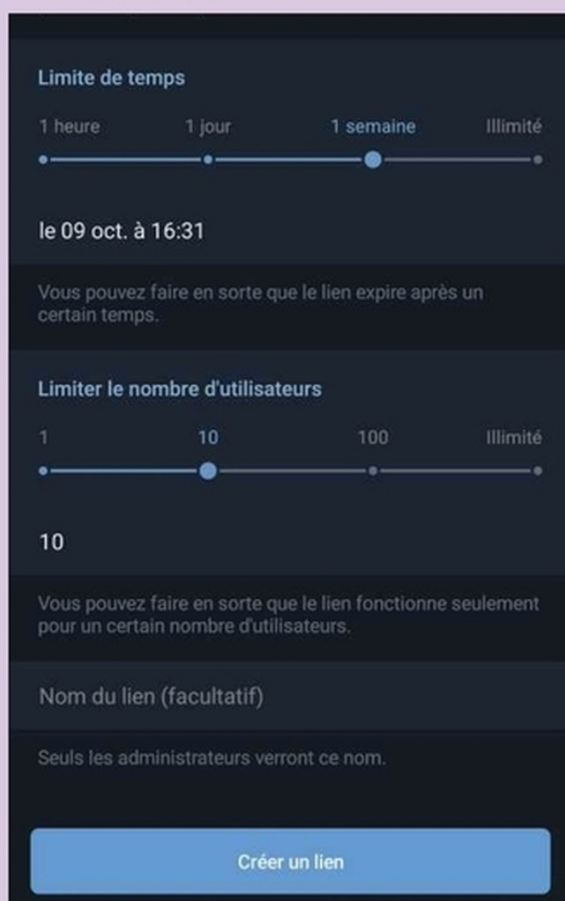 Limite de temps
1 heure 1 jour 1 semaine Illimité
le 09 oct. à 16:31
Vous pouvez faire en sorte que le lien expire après un
certain temps.
Limiter le nombre d'utilisateurs
1 10 100 Illimité
10
Vous pouvez faire en sorte que le lien fonctionne seulement
pour un certain nombre d'utilisateurs.
Nom du lien (facultatif)
Seuls les administrateurs verront ce nom.
Créer un lien